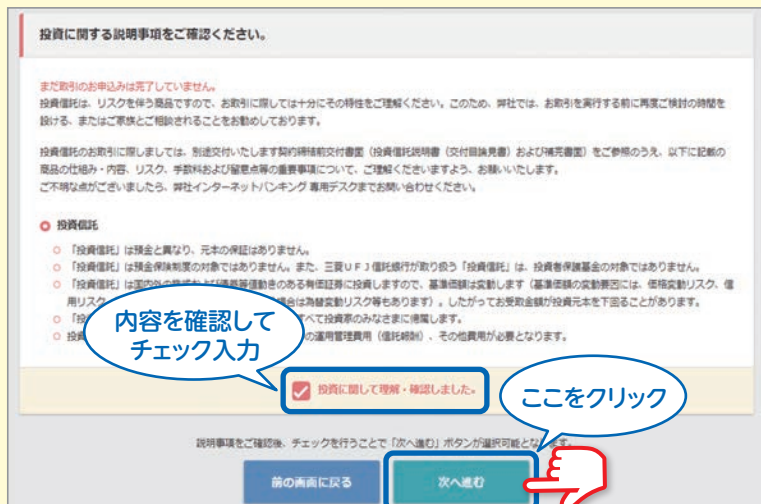 投資に関する説明事項をご確認ください。
まだ取引のお申込みは完了していません。
投資信託は、リスクを伴う商品ですので、お取引に際しては十分にその特性をご理解ください。このため、弊社では、お取引を実行する前に再度ご検討の時間を
設ける、またはご家族とご相談されることをお勧めしております。
投資信託のお取引に際しましては、別途交付いたします契約締結前交付書面（投資信託説明書（交付目論見書）および補完書面）をご参照のうえ、以下に記載の
商品の仕組み・内容、リスク、手数料および留意点等の重要事項について、ご理解くださいますよう、お願いいたします。
ご不明な点がございましたら、弊社インターネットバンキング 専用デスクまでお問い合わせください。
投資信託
「投資信託」は預金と異なり、元本の保証はありません。
「投資信託」は預金保険制度の対象ではありません。また、三菱ＵＦＪ信託銀行が取り扱う「投資信託」は、投資者保護基金の対象ではありません。
「投資信託」は国内外の株式および債券等値動きのある有価証券に投資しますので、基準価額は変動します（基準価額の変動要因には、価格変動リスク、信
用リスク 場合は為替変動リスク等もあります）。したがってお受取金額が投資元本を下回ることがあります。
「投 すべて投資家のみなさまに帰属します。
投資 の運用管理費用（信託報酬）、その他費用が必要となります。
内容を確認して
チェック入力
投資に関して理解・確認しました。
ここをクリック
説明事項をご確認後、チェックを行うことで「次へ進む」ボタンが選択可能となります。
前の画面に戻る
次へ進む